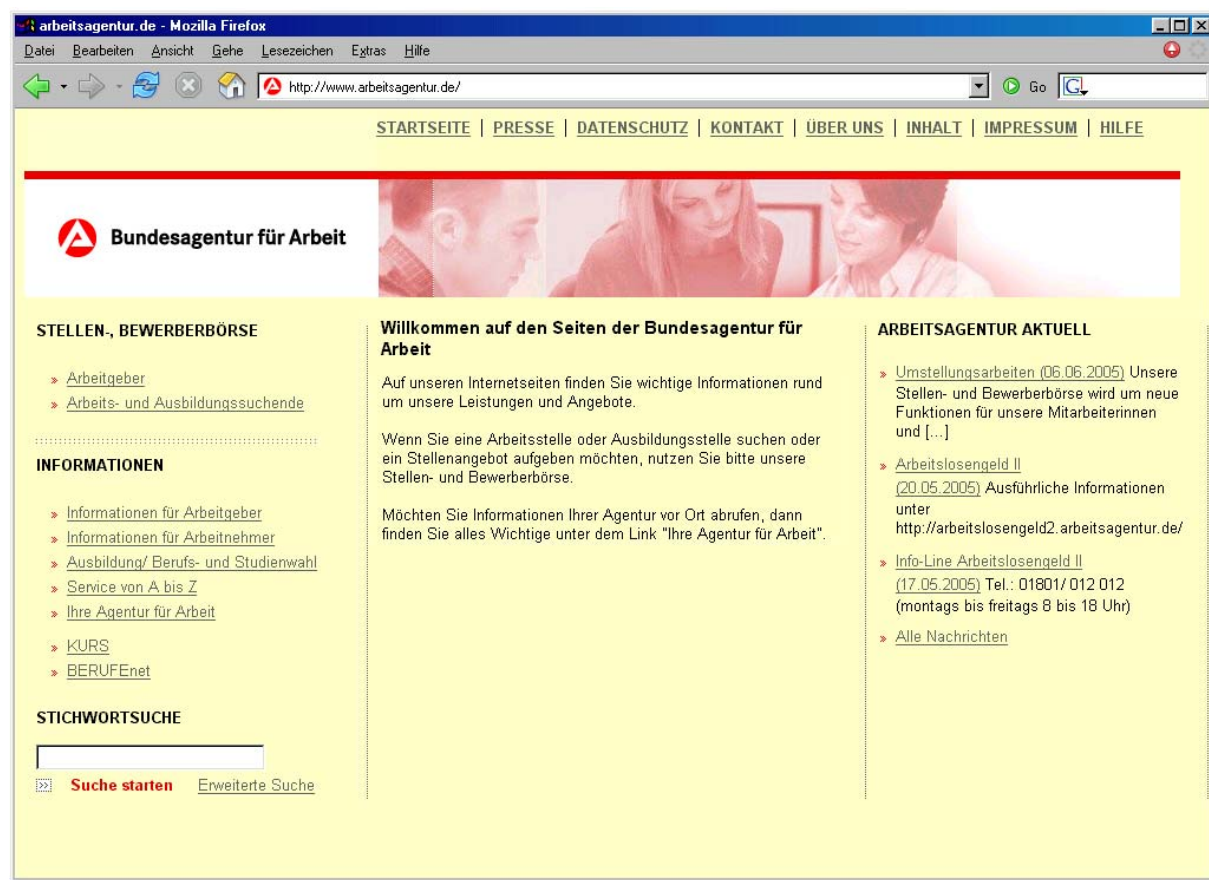 arbeitsagentur.de - Mozilla Firefox
Datei Bearbeiten Ansicht Gehe Lesezeichen Extras Hilfe
http://www.arbeitsagentur.de/ Go G
STARTSEITE | PRESSE | DATENSCHUTZ | KONTAKT | ÜBER UNS | INHALT | IMPRESSUM | HILFE
Bundesagentur für Arbeit
STELLEN-, BEWERBERBÖRSE
» Arbeitgeber
» Arbeits- und Ausbildungssuchende
INFORMATIONEN
» Informationen für Arbeitgeber
» Informationen für Arbeitnehmer
» Ausbildung/ Berufs- und Studienwahl
» Service von A bis Z
» Ihre Agentur für Arbeit
» KURS
» BERUFEnet
STICHWORTSUCHE
Suche starten Erweiterte Suche
Willkommen auf den Seiten der Bundesagentur für
Arbeit
Auf unseren Internetseiten finden Sie wichtige Informationen rund
um unsere Leistungen und Angebote.
Wenn Sie eine Arbeitsstelle oder Ausbildungsstelle suchen oder
ein Stellenangebot aufgeben möchten, nutzen Sie bitte unsere
Stellen- und Bewerberbörse.
Möchten Sie Informationen Ihrer Agentur vor Ort abrufen, dann
finden Sie alles Wichtige unter dem Link "Ihre Agentur für Arbeit".
ARBEITSAGENTUR AKTUELL
» Umstellungsarbeiten (06.06.2005) Unsere
Stellen- und Bewerberbörse wird um neue
Funktionen für unsere Mitarbeiterinnen
und [...]
» Arbeitslosengeld II
(20.05.2005) Ausführliche Informationen
unter
http://arbeitslosengeld2.arbeitsagentur.de/
» Info-Line Arbeitslosengeld II
(17.05.2005) Tel.: 01801/ 012 012
(montags bis freitags 8 bis 18 Uhr)
» Alle Nachrichten